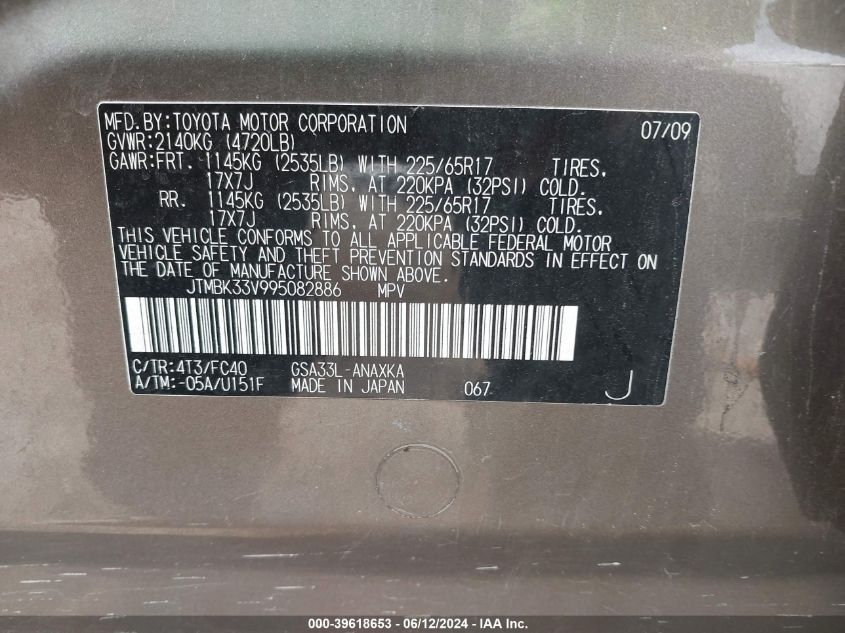 MFD.BY:TOYOTA MOTOR CORPORATION 07/09
GVWR:2140KG (4720LB)
GAWR:FRT. 1145KG (2535LB) WITH 225/65R17 TIRES,
17X7J RIMS, AT 220KPA (32PSI) COLD.
RR. 1145KG (2535LB) WITH 225/65R17 TIRES,
17X7J RIMS, AT 220KPA (32PSI) COLD.
THIS VEHICLE CONFORMS TO ALL APPLICABLE FEDERAL MOTOR
VEHICLE SAFETY AND THEFT PREVENTION STANDARDS IN EFFECT ON
THE DATE OF MANUFACTURE SHOWN ABOVE.
JTMBK33V995082886 MPV
C/TR:4T3/FC40 GSA33L-ANAXKA
A/TM:-05A/U151F MADE IN JAPAN 067 J
000-39618653 - 06/12/2024 - IAA Inc.